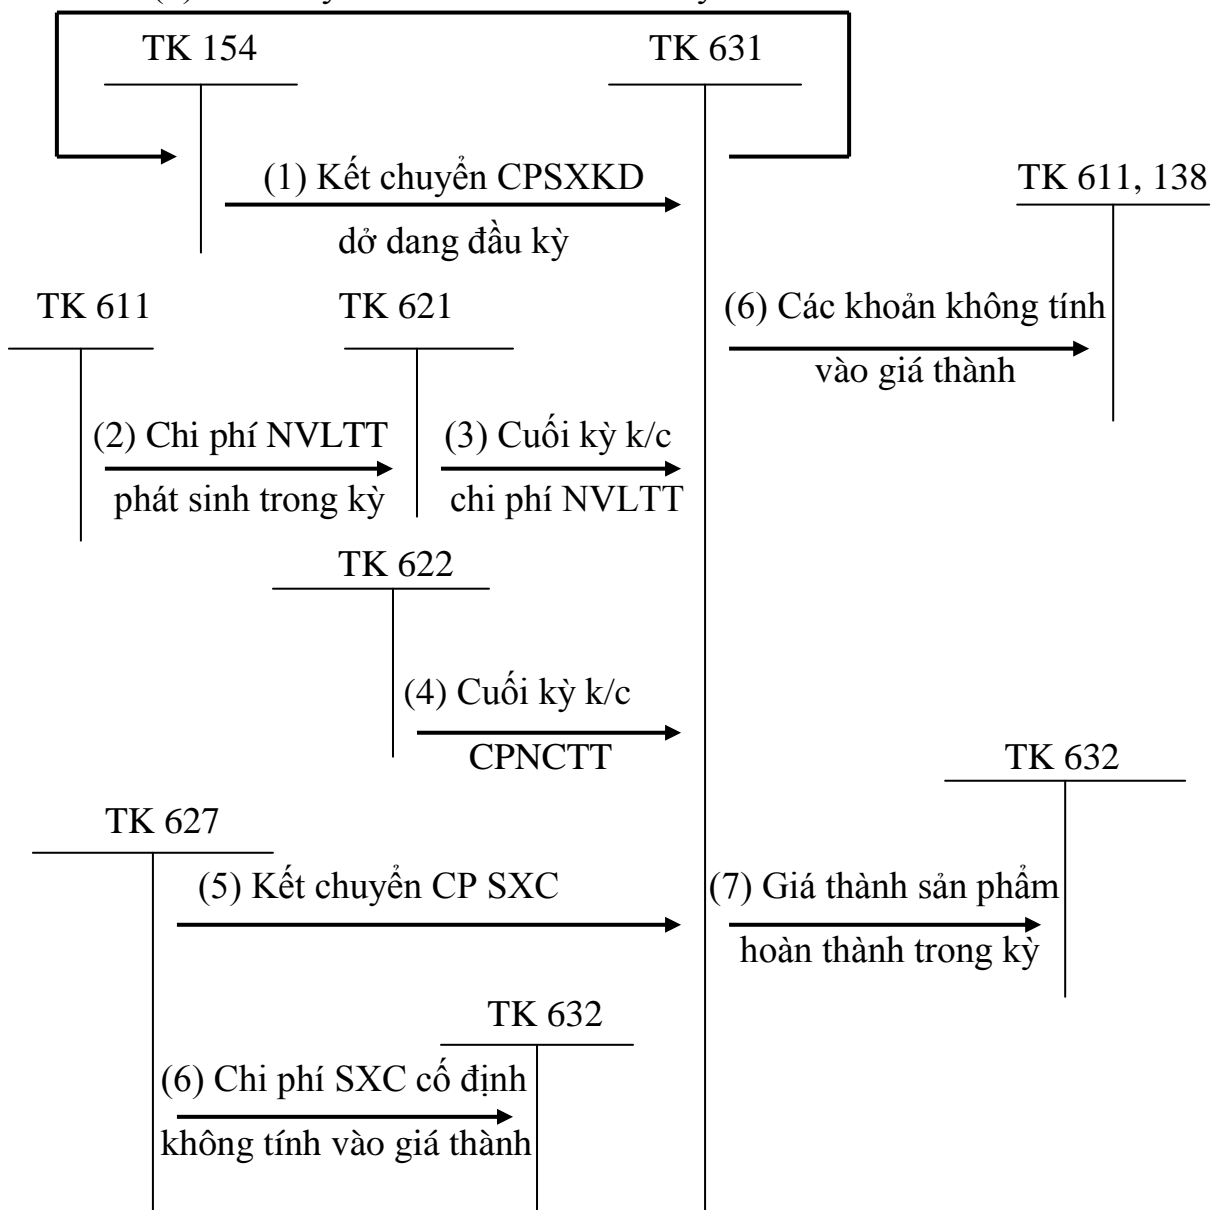 TK 154
TK 631
(1) Kết chuyển CPSXKD
dở dang đầu kỳ
TK 611, 138
TK 611
TK 621
(6) Các khoản không tính
vào giá thành
(2) Chi phí NVLTT
phát sinh trong kỳ
(3) Cuối kỳ k/c
chi phí NVLTT
TK 622
(4) Cuối kỳ k/c
CPNCTT
TK 632
TK 627
(5) Kết chuyển CP SXC
(7) Giá thành sản phẩm
hoàn thành trong kỳ
TK 632
(6) Chi phí SXC cố định
không tính vào giá thành